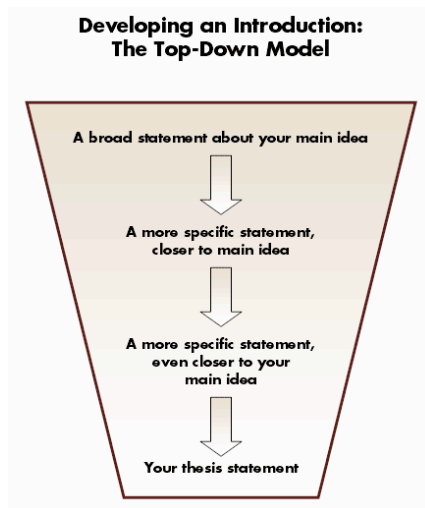 Developing an Introduction:
The Top-Down Model
A broad statement about your main idea
A more specific statement,
closer to main idea
A more specific statement,
even closer to your
main idea
Your thesis statement